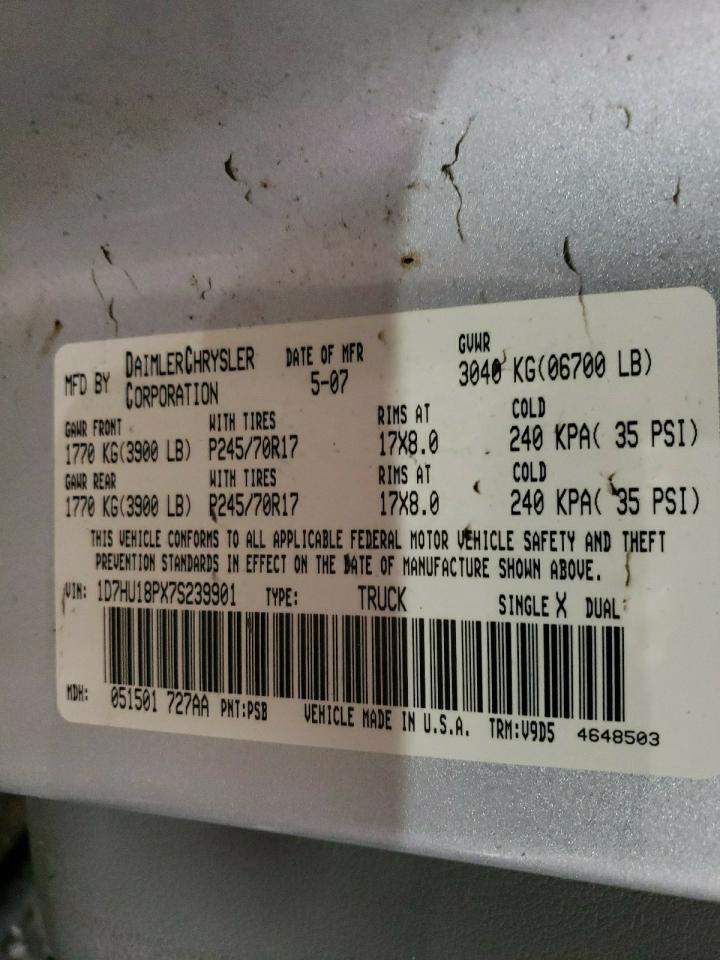 MFD BY DAIMLERCHRYSLER CORPORATION DATE OF MFR 5-07 GVWR 3040 KG(06700 LB)
GAWR FRONT WITH TIRES RIMS AT COLD
1770 KG(3900 LB) P245/70R17 17X8.0 240 KPA( 35 PSI)
GAWR REAR WITH TIRES RIMS AT COLD
1770 KG(3900 LB) P245/70R17 17X8.0 240 KPA( 35 PSI)
THIS VEHICLE CONFORMS TO ALL APPLICABLE FEDERAL MOTOR VEHICLE SAFETY AND THEFT
PREVENTION STANDARDS IN EFFECT ON THE DATE OF MANUFACTURE SHOWN ABOVE.
VIN: 1D7HU18PX7S239901 TYPE: TRUCK SINGLE X DUAL
MDH: 051501 727AA PNT:PSB VEHICLE MADE IN U.S.A. TRM:V9D5 4648503